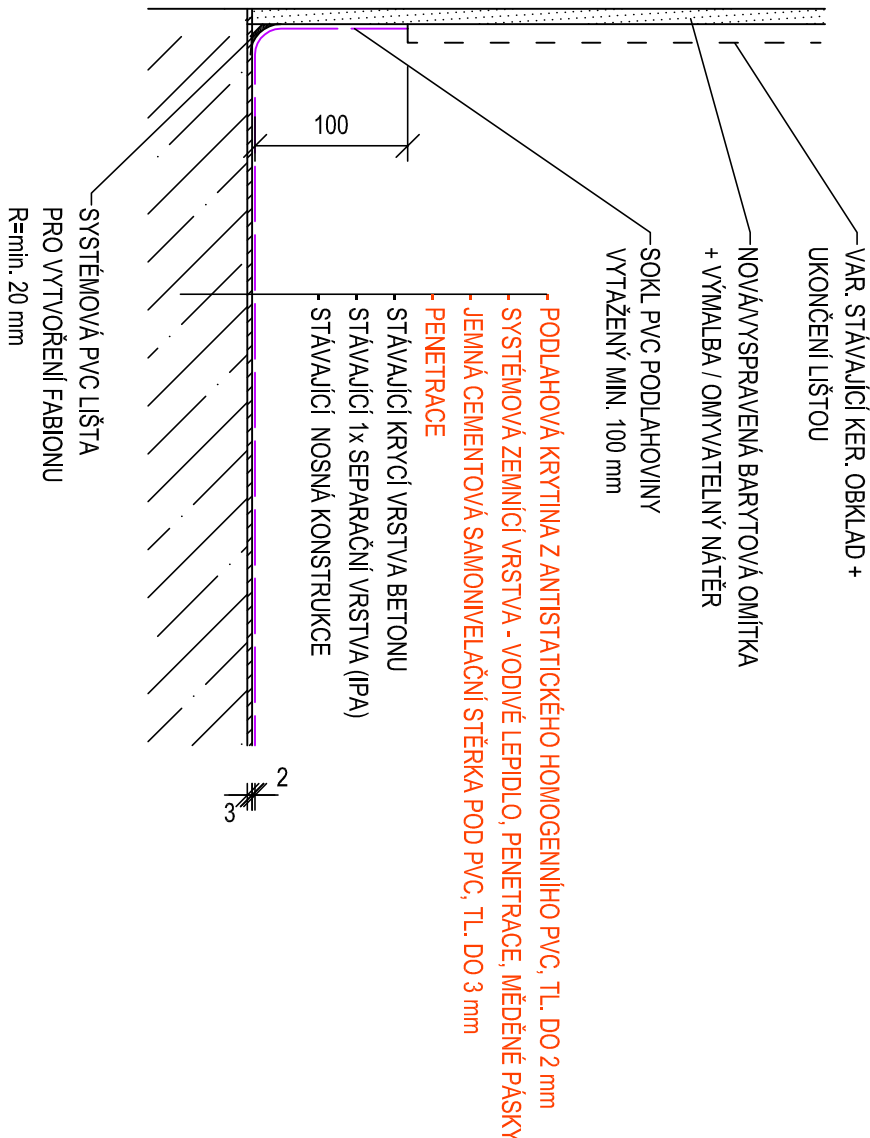 VAR. STÁVAJÍCÍ KER. OBKLAD +
UKONČENÍ LIŠTOU
NOVÁ/VYSPRAVENÁ BARYTOVÁ OMÍTKA
+ VÝMALBA / OMYVATELNÝ NÁTĚR
SOKL PVC PODLAHOVINY
VYTAŽENÝ MIN. 100 mm
100
PODLAHOVÁ KRYTINA Z ANTISTATICKÉHO HOMOGENNÍHO PVC, TL. DO 2 mm
SYSTÉMOVÁ ZEMNÍCÍ VRSTVA - VODIVÉ LEPIDLO, PENETRACE, MĚDĚNÉ PÁSKY
JEMNÁ CEMENTOVÁ SAMONIVELAČNÍ STĚRKA POD PVC, TL. DO 3 mm
PENETRACE
STÁVAJÍCÍ KRYCÍ VRSTVA BETONU
STÁVAJÍCÍ 1x SEPARAČNÍ VRSTVA (IPA)
STÁVAJÍCÍ NOSNÁ KONSTRUKCE
2
3
SYSTÉMOVÁ PVC LIŠTA
PRO VYTVOŘENÍ FABIONU
R=min. 20 mm